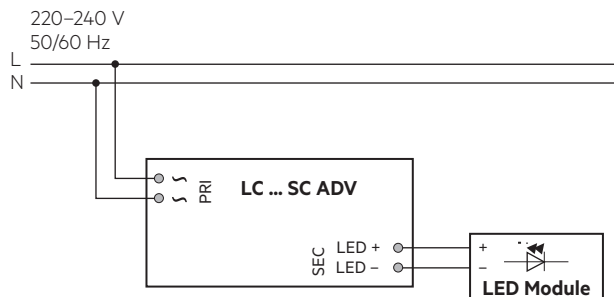 220–240 V
50/60 Hz
L
N
~ PRI
~
LC ... SC ADV
SEC
LED + +
LED – –
LED Module